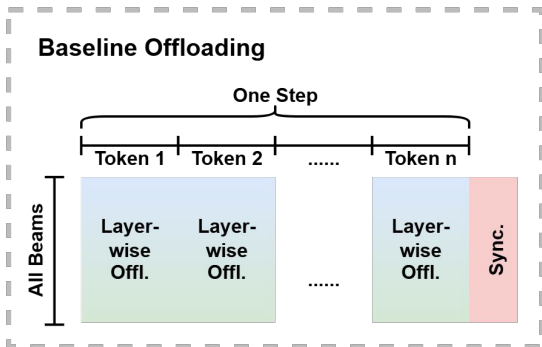 Baseline Offloading
One Step
Token 1 Token 2 ...... Token n
All Beams
Layer-
wise
Offl.
Layer-
wise
Offl.
......
Layer-
wise
Offl.
Sync.